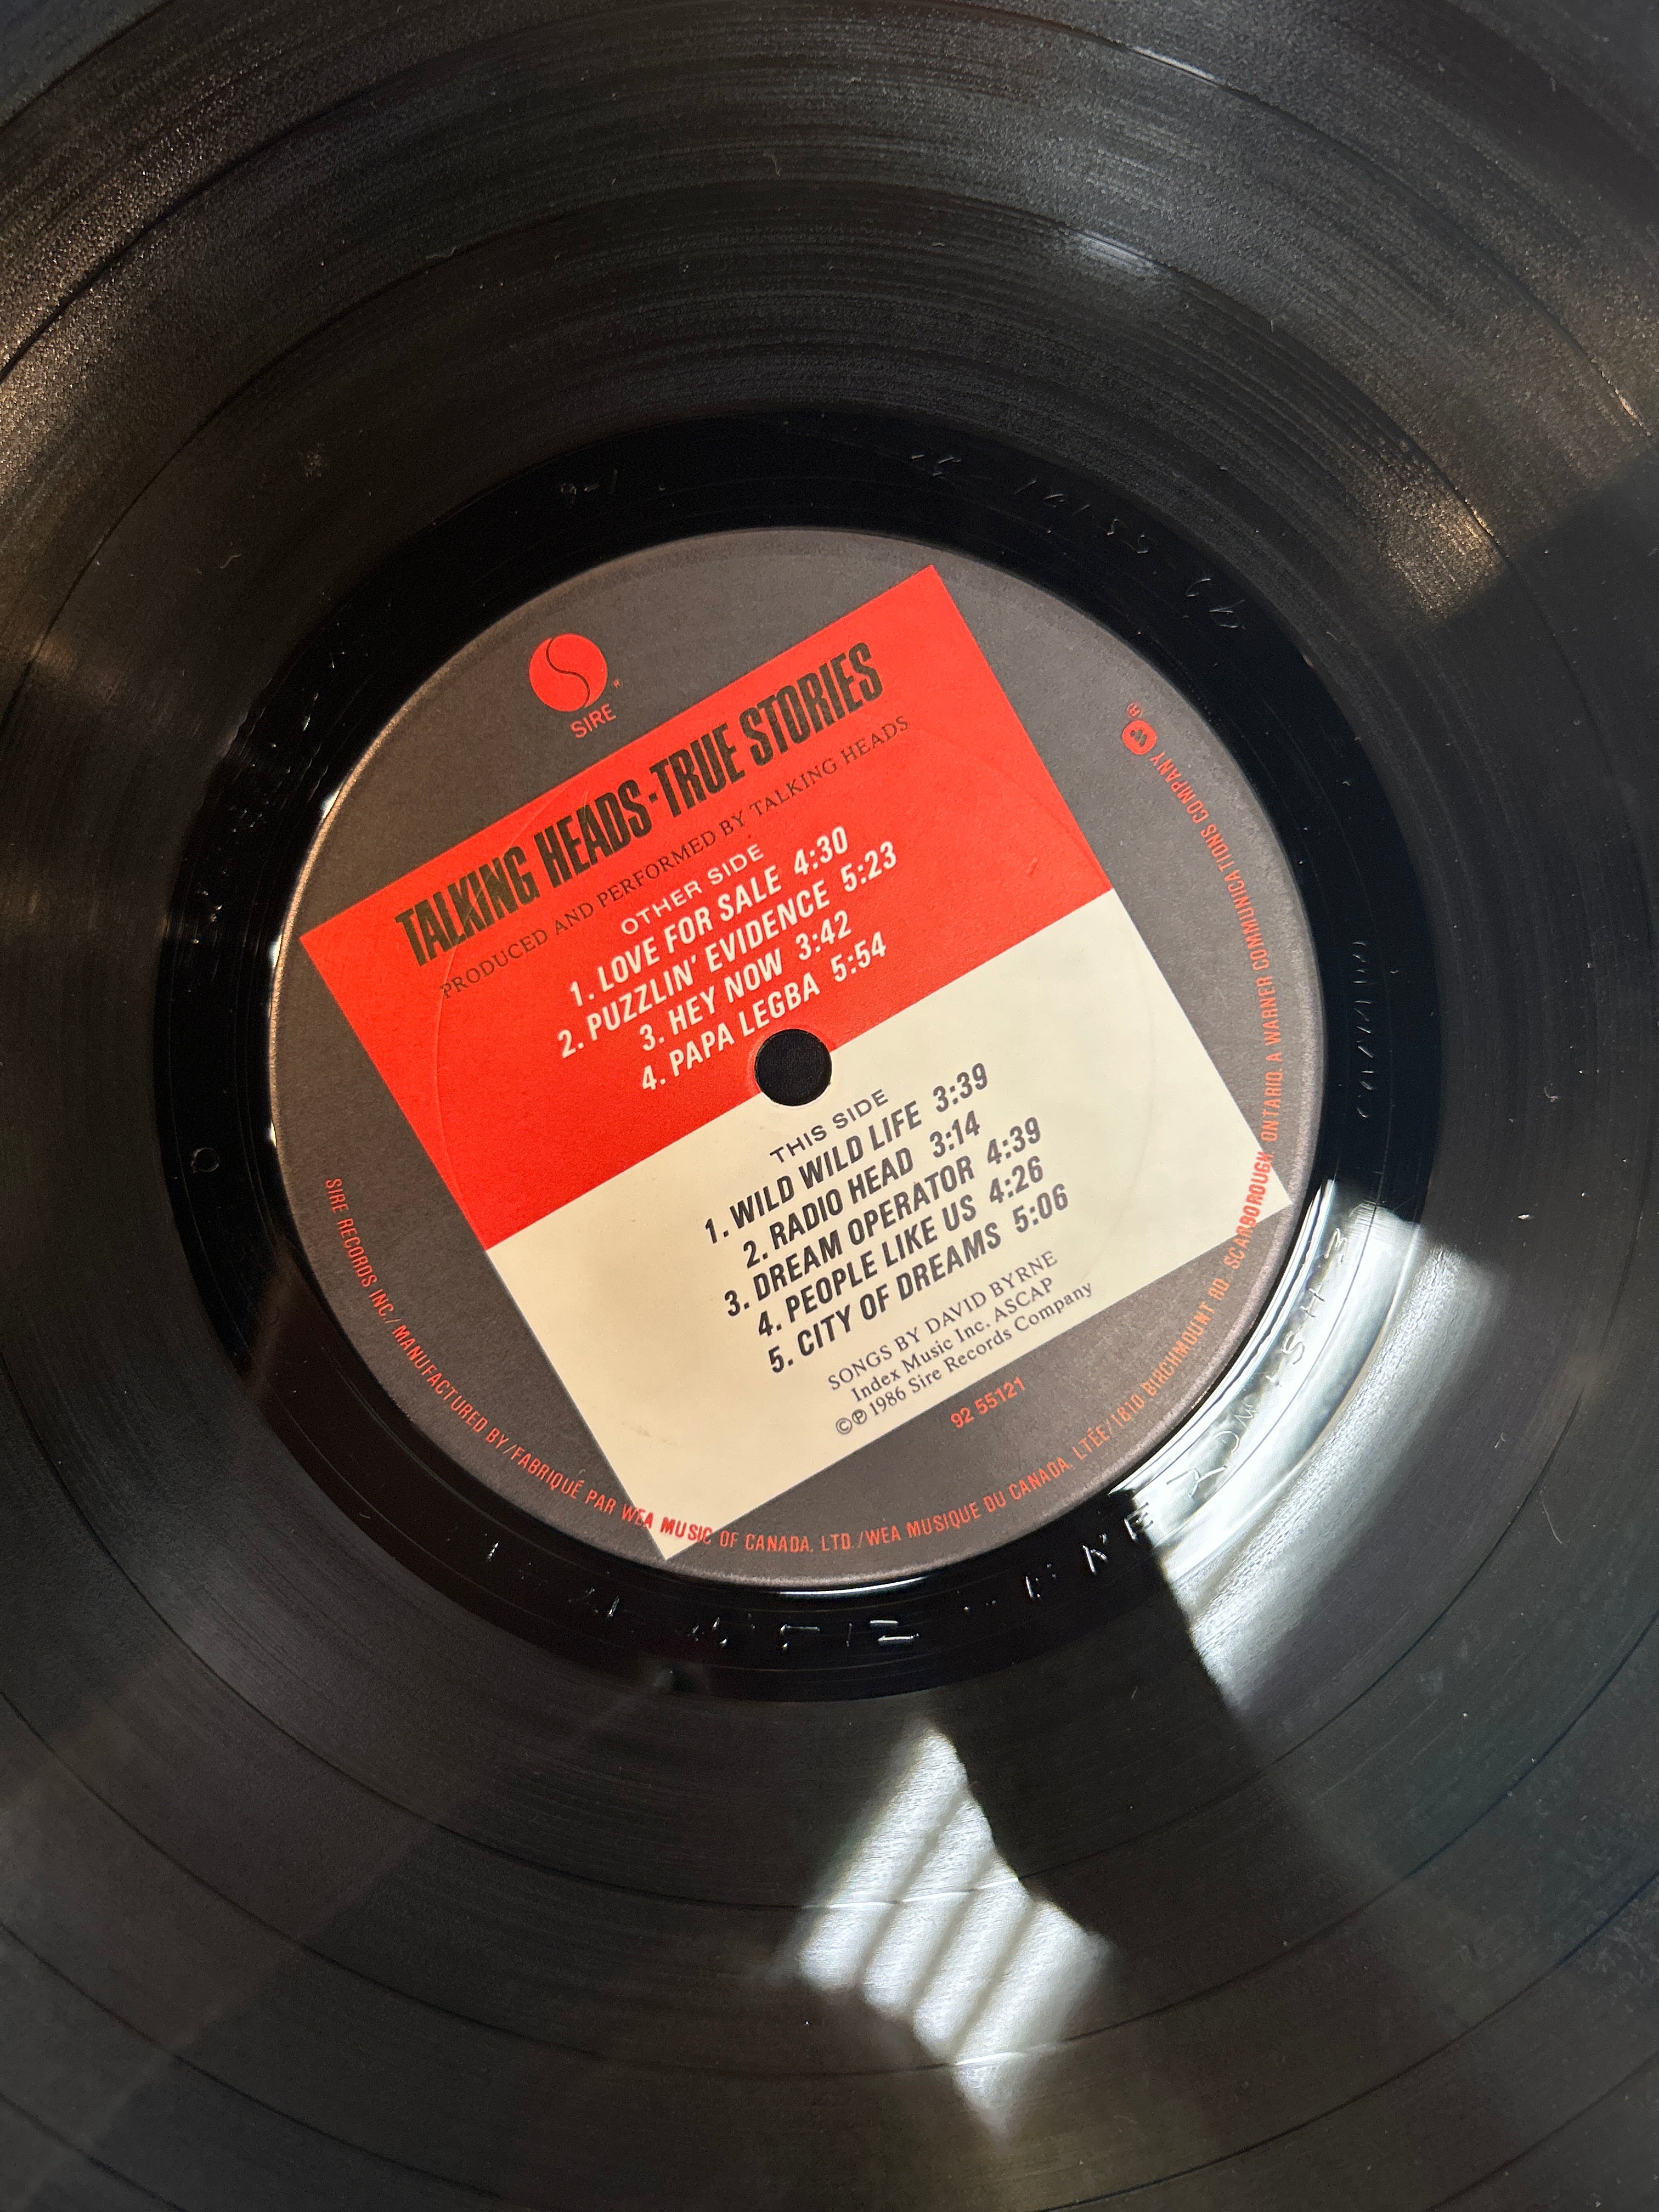 SIRE
TALKING HEADS·TRUE STORIES
PRODUCED AND PERFORMED BY TALKING HEADS
OTHER SIDE
1. LOVE FOR SALE 4:30
2. PUZZLIN' EVIDENCE 5:23
3. HEY NOW 3:42
4. PAPA LEGBA 5:54
THIS SIDE
1. WILD WILD LIFE 3:39
2. RADIO HEAD 3:14
3. DREAM OPERATOR 4:39
4. PEOPLE LIKE US 4:26
5. CITY OF DREAMS 5:06
SONGS BY DAVID BYRNE
Index Music Inc. ASCAP
©℗ 1986 Sire Records Company
92 55121
SIRE RECORDS INC./MANUFACTURED BY/FABRIQUÉ PAR WEA MUSIC OF CANADA, LTD./WEA MUSIQUE DU CANADA, LTÉE/1810 BIRCHMOUNT RD. SCARBOROUGH, ONTARIO. A WARNER COMMUNICATIONS COMPANY